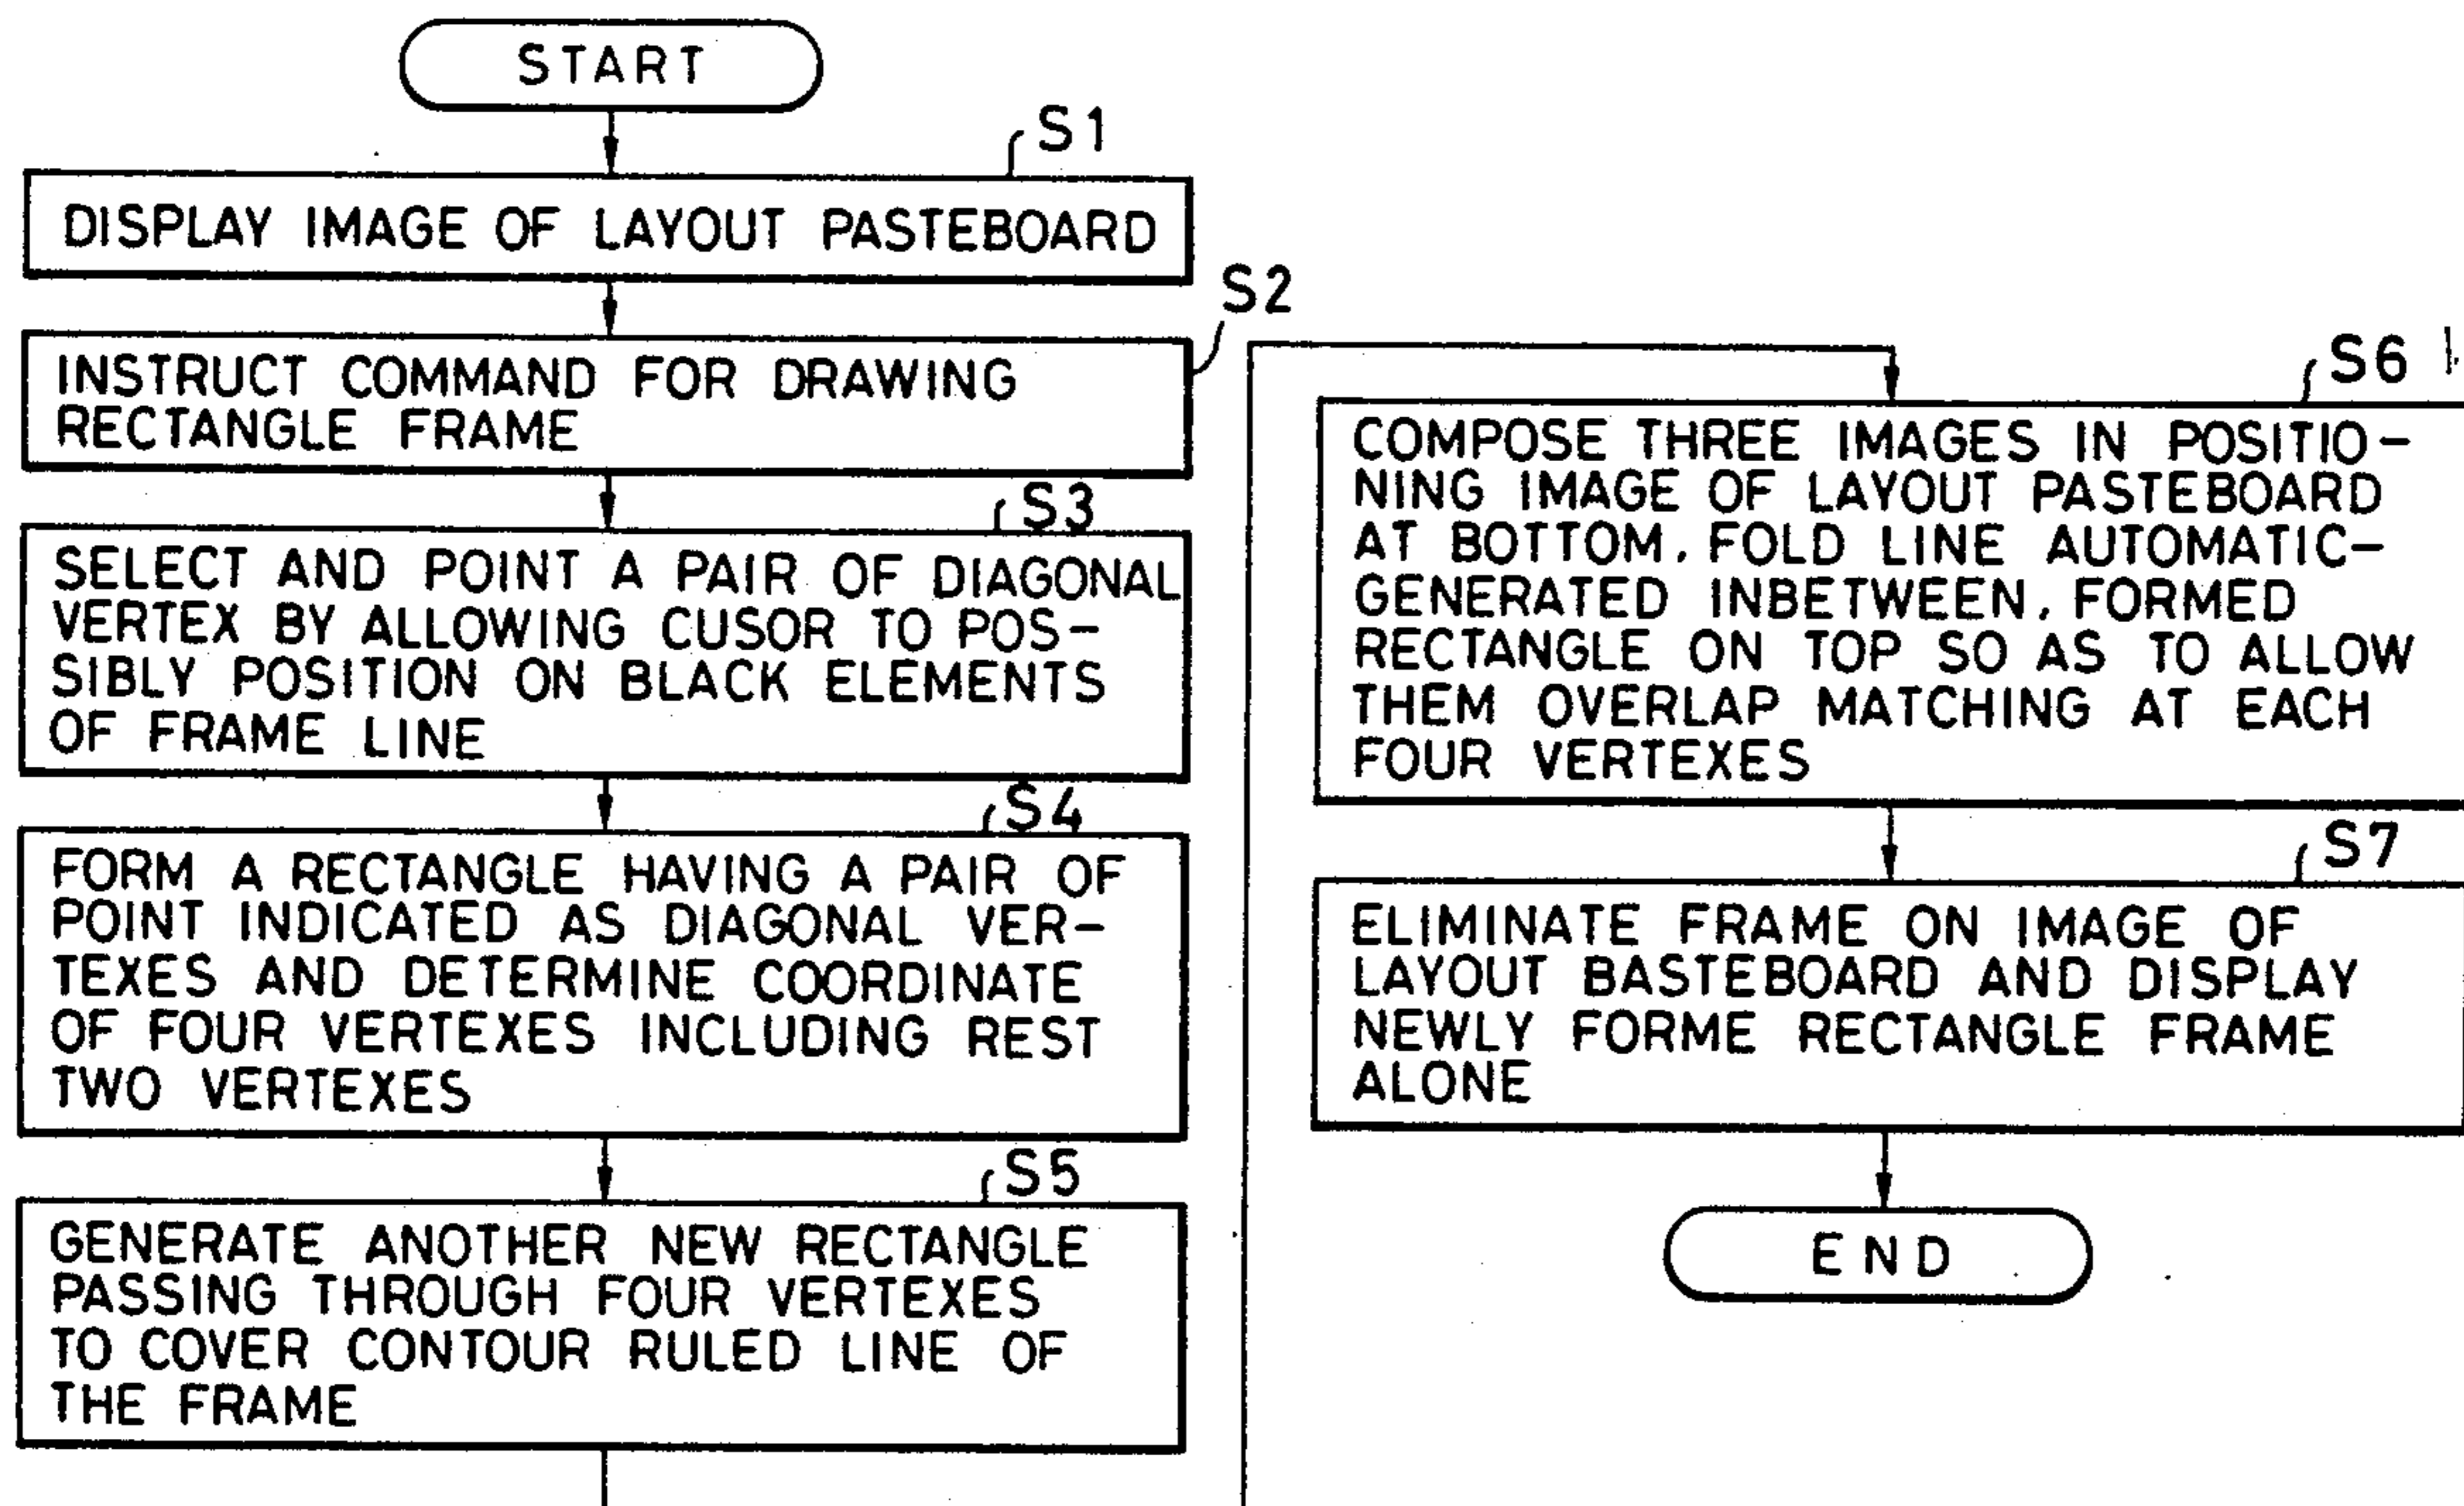 START
S1
DISPLAY IMAGE OF LAYOUT PASTEBOARD
S2
INSTRUCT COMMAND FOR DRAWING
RECTANGLE FRAME
S3
SELECT AND POINT A PAIR OF DIAGONAL
VERTEX BY ALLOWING CUSOR TO POS-
SIBLY POSITION ON BLACK ELEMENTS
OF FRAME LINE
S4
FORM A RECTANGLE HAVING A PAIR OF
POINT INDICATED AS DIAGONAL VER-
TEXES AND DETERMINE COORDINATE
OF FOUR VERTEXES INCLUDING REST
TWO VERTEXES
S5
GENERATE ANOTHER NEW RECTANGLE
PASSING THROUGH FOUR VERTEXES
TO COVER CONTOUR RULED LINE OF
THE FRAME
S6
COMPOSE THREE IMAGES IN POSITIO-
NING IMAGE OF LAYOUT PASTEBOARD
AT BOTTOM, FOLD LINE AUTOMATIC-
GENERATED INBETWEEN, FORMED
RECTANGLE ON TOP SO AS TO ALLOW
THEM OVERLAP MATCHING AT EACH
FOUR VERTEXES
S7
ELIMINATE FRAME ON IMAGE OF
LAYOUT BASTEBOARD AND DISPLAY
NEWLY FORME RECTANGLE FRAME
ALONE
END